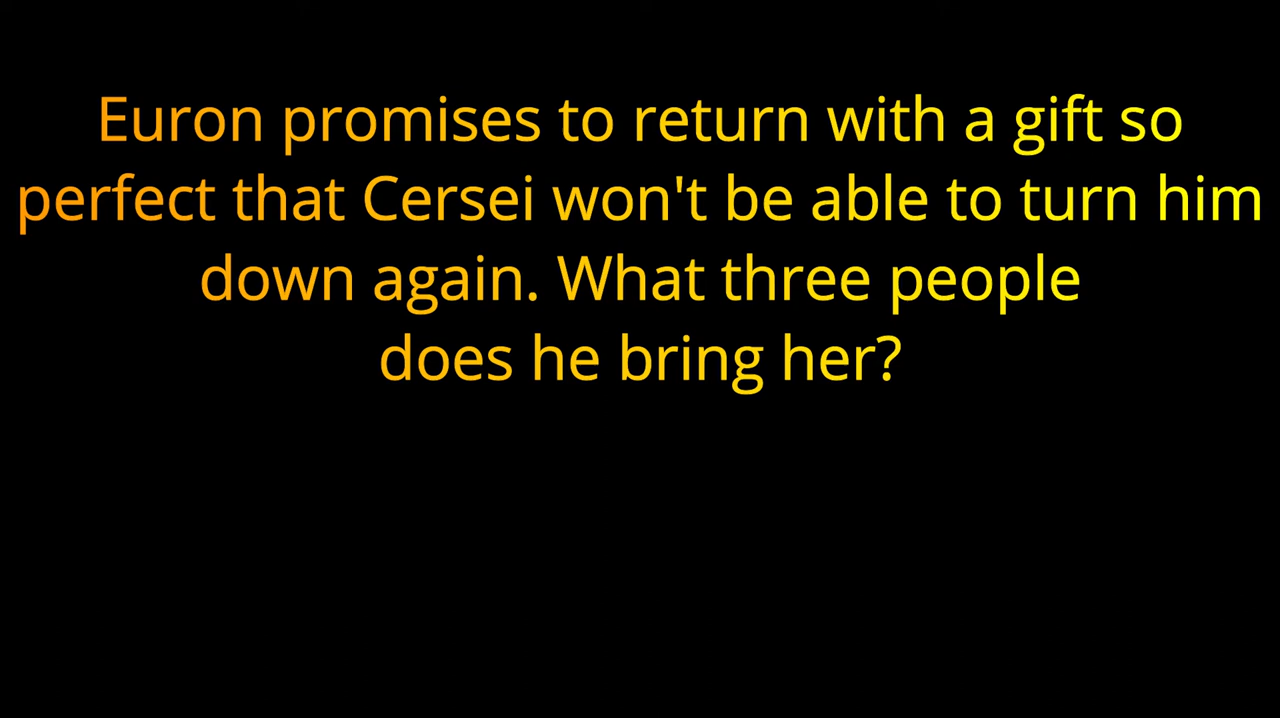 Euron promises to return with a gift so
perfect that Cersei won't be able to turn him
down again. What three people
does he bring her?